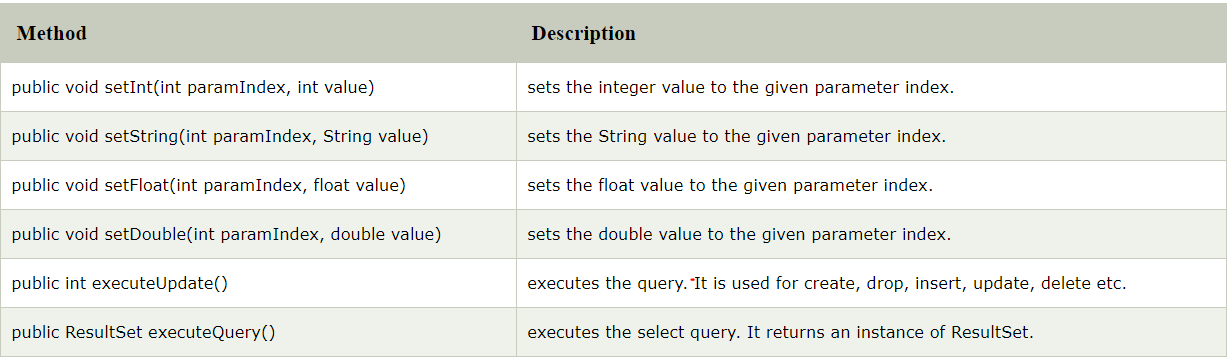 Method Description
public void setInt(int paramIndex, int value) sets the integer value to the given parameter index.
public void setString(int paramIndex, String value) sets the String value to the given parameter index.
public void setFloat(int paramIndex, float value) sets the float value to the given parameter index.
public void setDouble(int paramIndex, double value) sets the double value to the given parameter index.
public int executeUpdate() executes the query. It is used for create, drop, insert, update, delete etc.
public ResultSet executeQuery() executes the select query. It returns an instance of ResultSet.